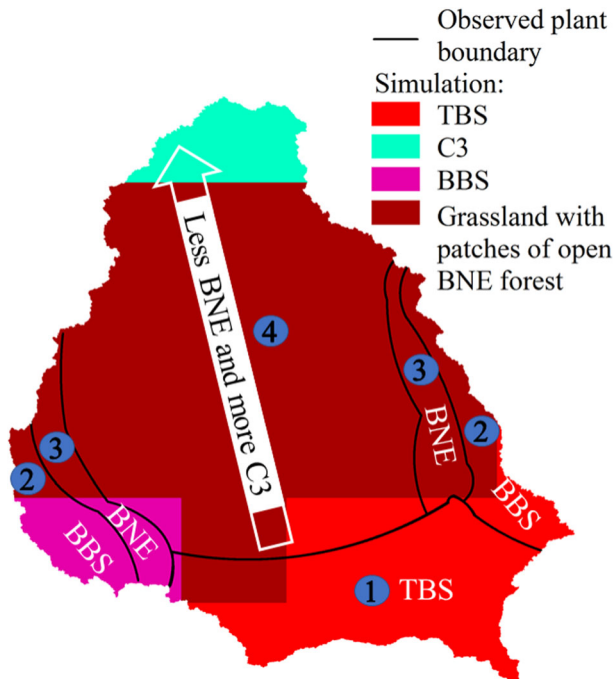 Observed plant
boundary
Simulation:
TBS
C3
BBS
Grassland with
patches of open
BNE forest
Less BNE and more C3
4
3
BNE
2
BBS
3
2
BNE
BBS
1 TBS